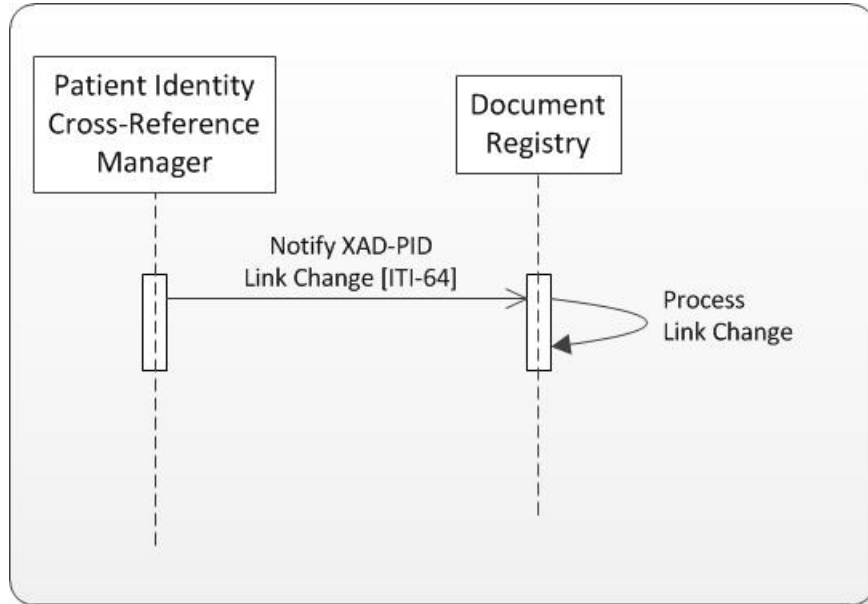 Patient Identity
Cross-Reference
Manager
Document
Registry
Notify XAD-PID
Link Change [ITI-64]
Process
Link Change